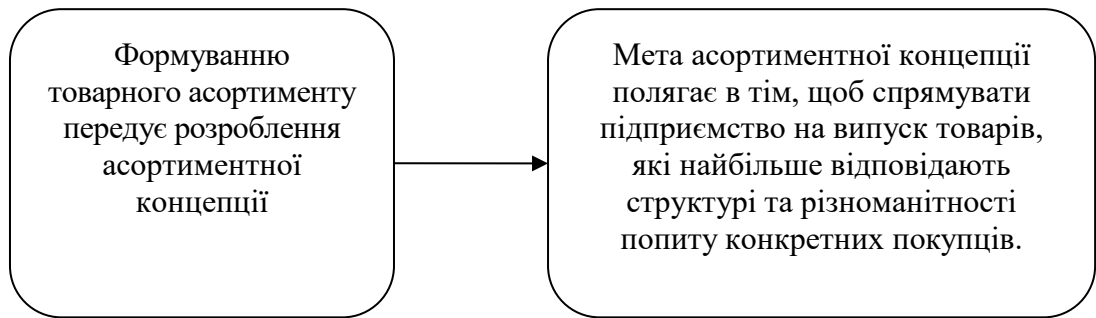 Формуванню
товарного асортименту
передує розроблення
асортиментної
концепції
Мета асортиментної концепції
полягає в тім, щоб спрямувати
підприємство на випуск товарів,
які найбільше відповідають
структурі та різноманітності
попиту конкретних покупців.